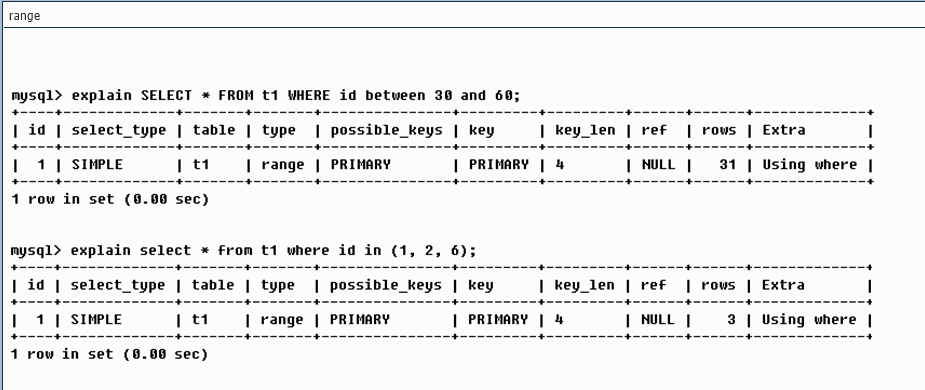 range
mysql> explain SELECT * FROM t1 WHERE id between 30 and 60;
+----+-------------+-------+-------+---------------+---------+---------+------+------+-------------+
| id | select_type | table | type  | possible_keys | key     | key_len | ref  | rows | Extra       |
+----+-------------+-------+-------+---------------+---------+---------+------+------+-------------+
|  1 | SIMPLE      | t1    | range | PRIMARY       | PRIMARY | 4       | NULL |   31 | Using where |
+----+-------------+-------+-------+---------------+---------+---------+------+------+-------------+
1 row in set (0.00 sec)
mysql> explain select * from t1 where id in (1, 2, 6);
+----+-------------+-------+-------+---------------+---------+---------+------+------+-------------+
| id | select_type | table | type  | possible_keys | key     | key_len | ref  | rows | Extra       |
+----+-------------+-------+-------+---------------+---------+---------+------+------+-------------+
|  1 | SIMPLE      | t1    | range | PRIMARY       | PRIMARY | 4       | NULL |    3 | Using where |
+----+-------------+-------+-------+---------------+---------+---------+------+------+-------------+
1 row in set (0.00 sec)